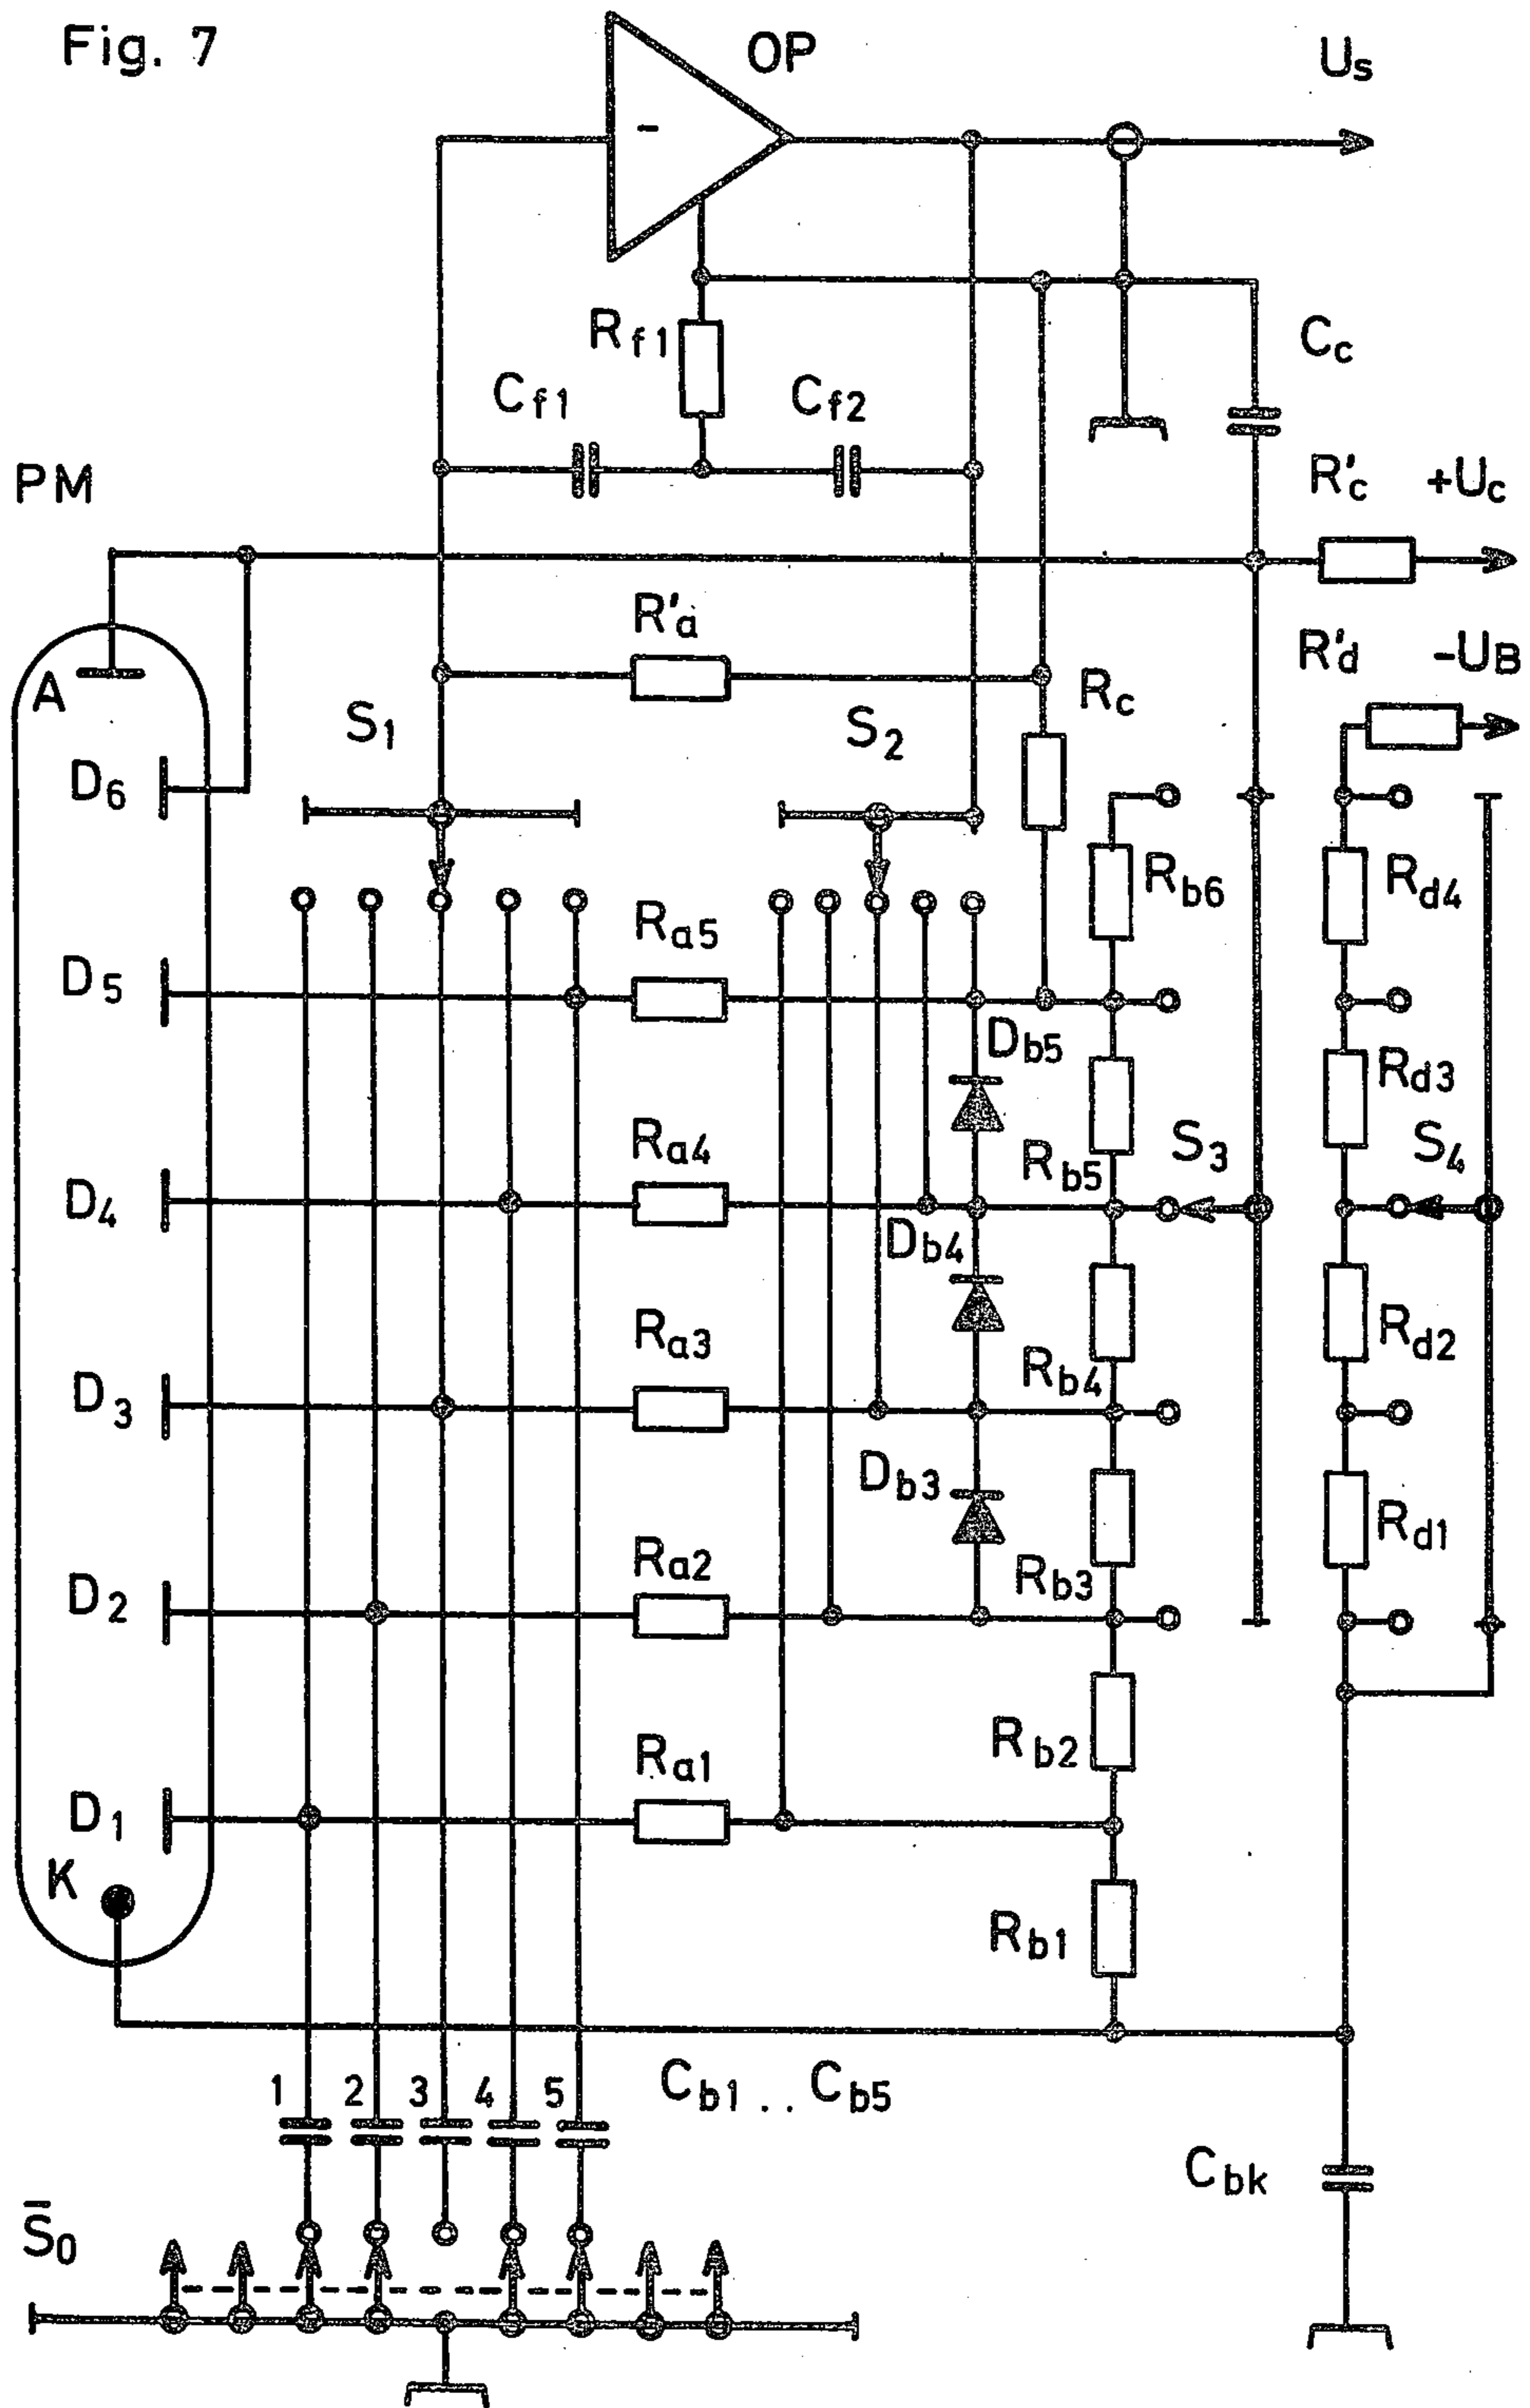 Fig. 7
OP
Us
-
Rf1
Cc
Cf1
Cf2
PM
R'c
+Uc
R'a
R'd
-UB
A
S1
S2
Rc
D6
Rb6
Rd4
Ra5
D5
Db5
Rd3
Ra4
Rb5
S3
S4
D4
Db4
Ra3
Rb4
Rd2
D3
Db3
Rd1
Ra2
Rb3
D2
Ra1
Rb2
D1
K
Rb1
1 2 3 4 5
Cb1 .. Cb5
Cbk
S̄0